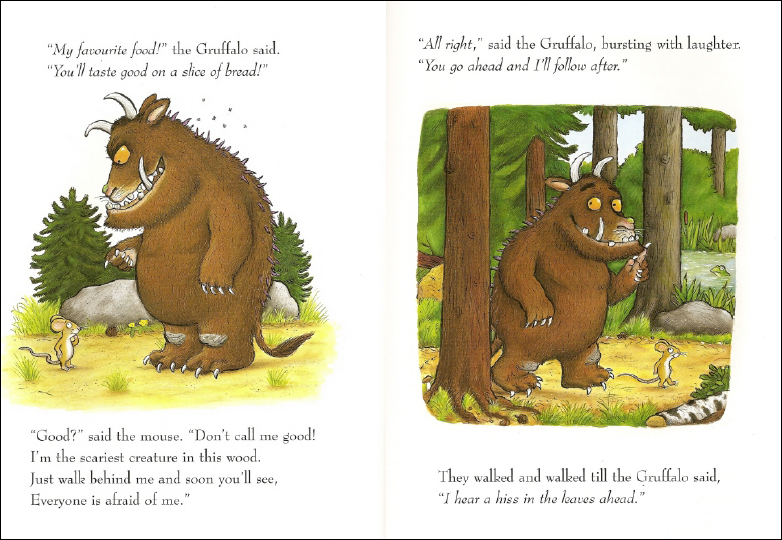 “My favourite food!” the Gruffalo said.
“You'll taste good on a slice of bread!”
“Good?” said the mouse. “Don't call me good!
I'm the scariest creature in this wood.
Just walk behind me and soon you'll see,
Everyone is afraid of me.”
“All right,” said the Gruffalo, bursting with laughter.
“You go ahead and I'll follow after.”
They walked and walked till the Gruffalo said,
“I hear a hiss in the leaves ahead.”